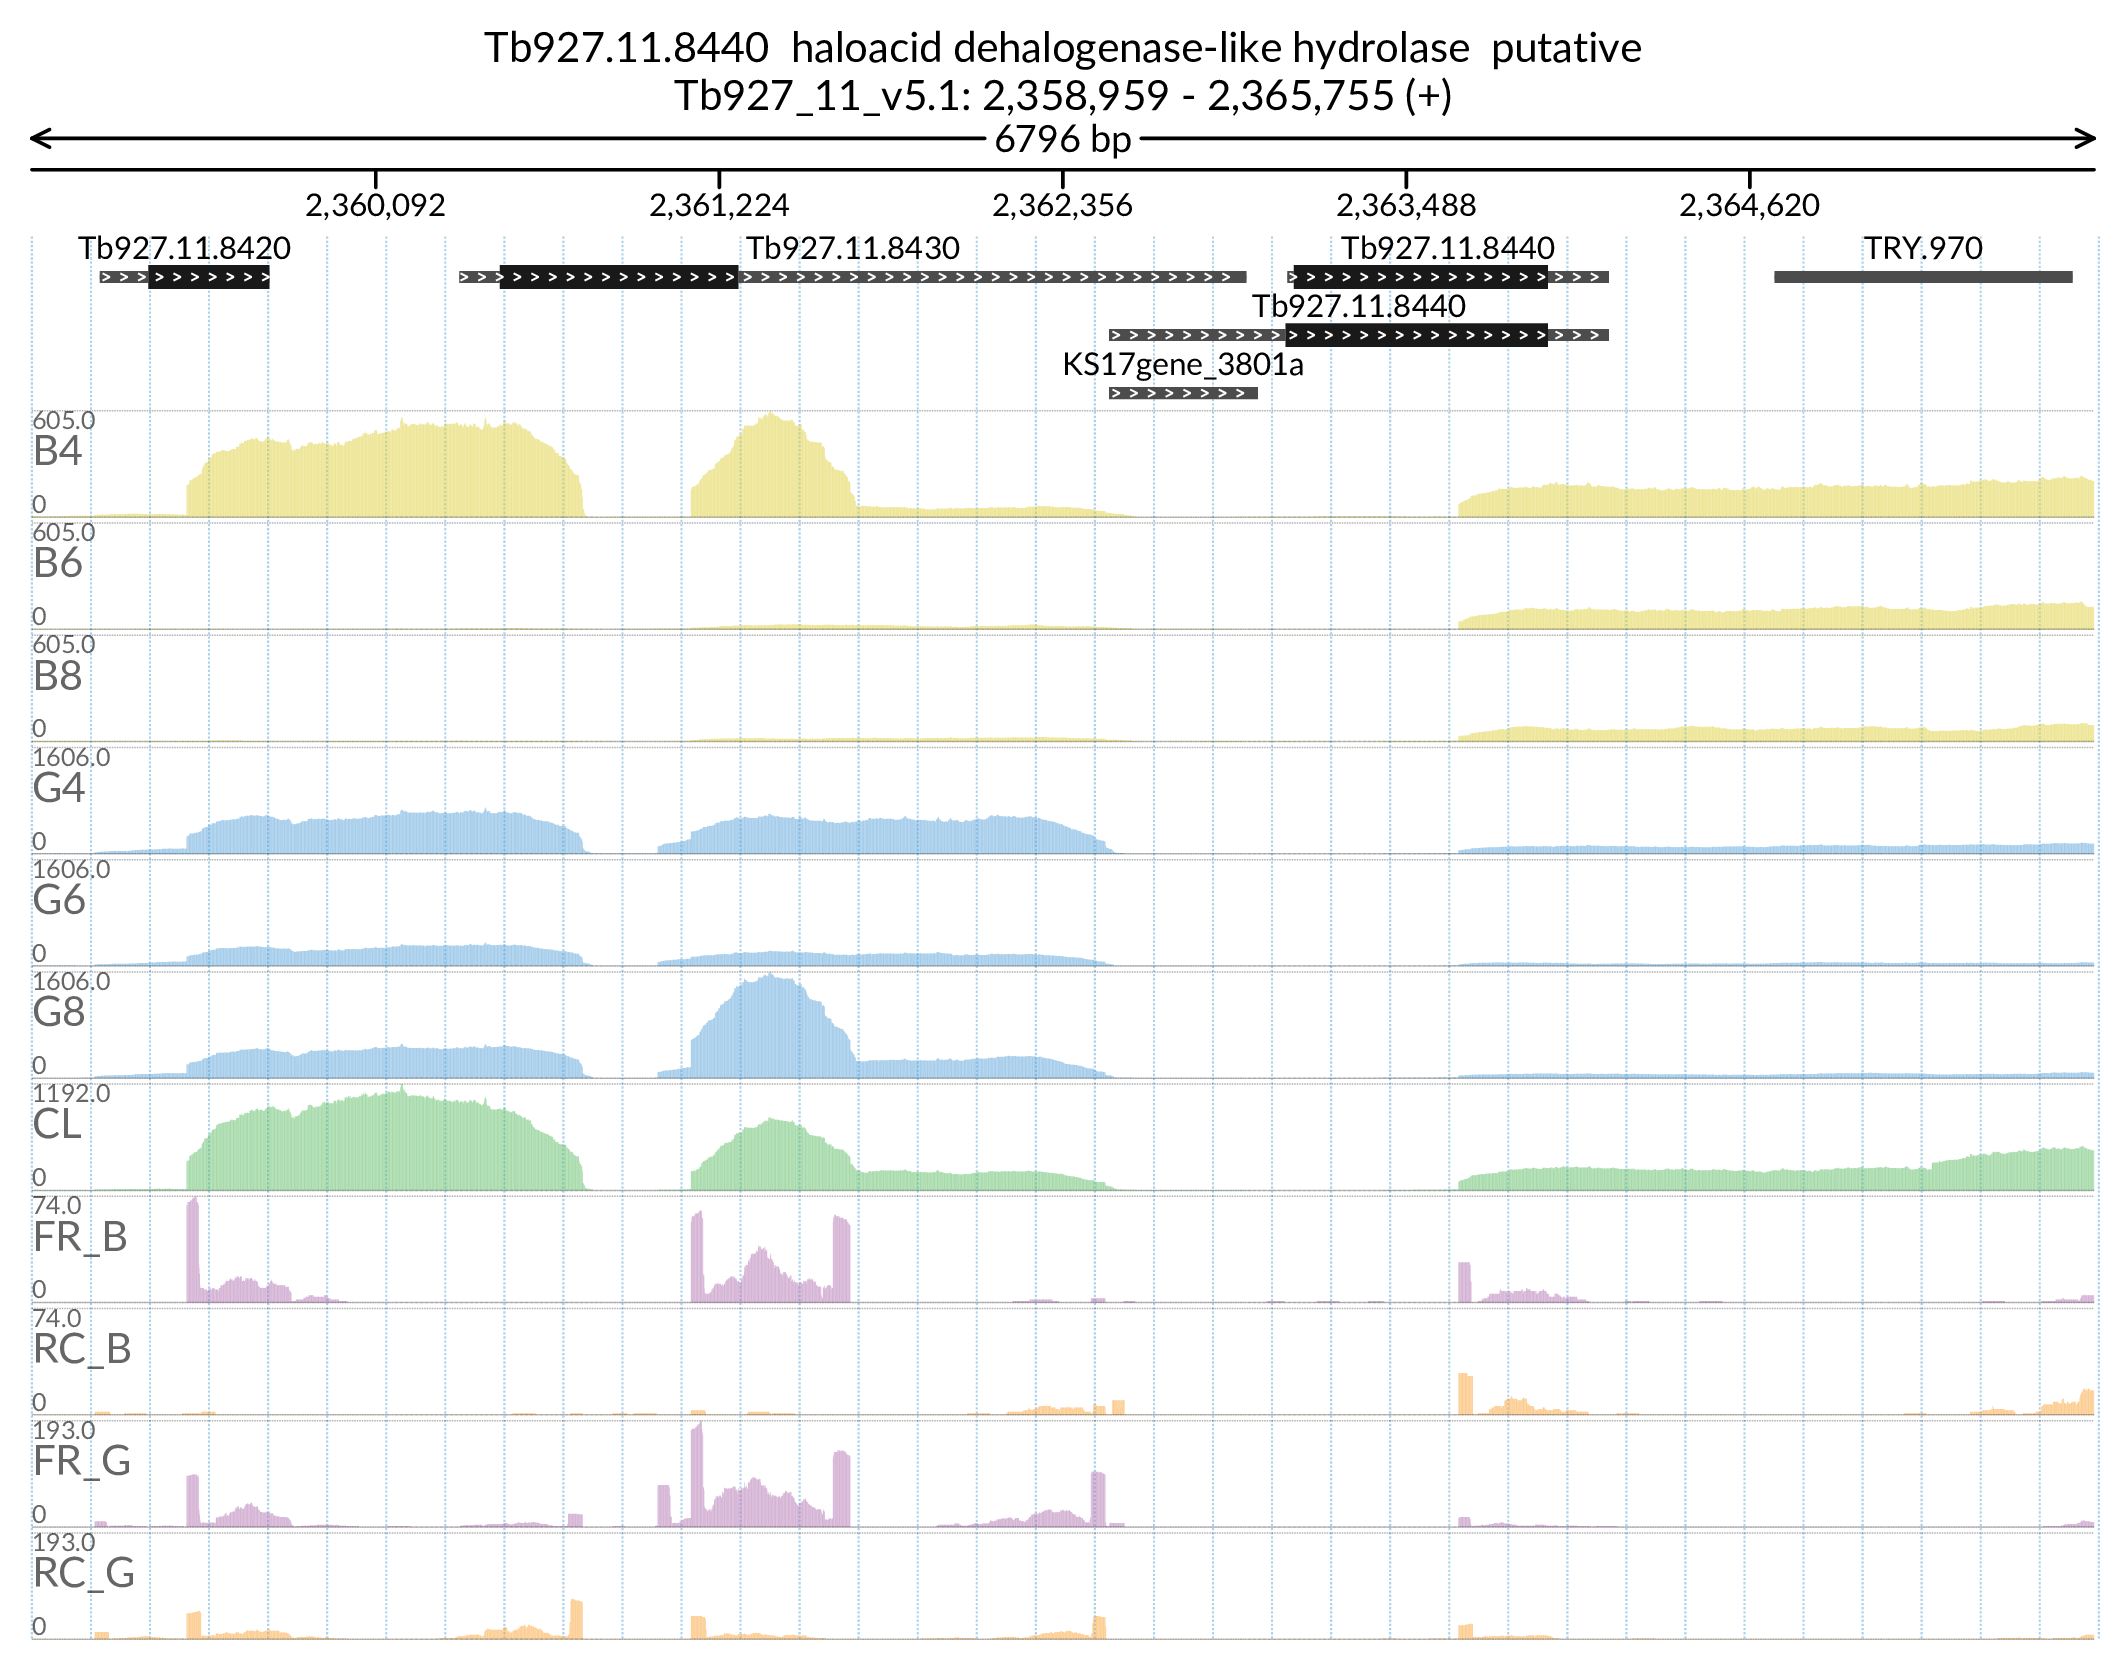 Tb927.11.8440  haloacid dehalogenase-like hydrolase  putative
Tb927_11_v5.1: 2,358,959 - 2,365,755 (+)
6796 bp
2,360,092 2,361,224 2,362,356 2,363,488 2,364,620
Tb927.11.8420 Tb927.11.8430 Tb927.11.8440 TRY.970
Tb927.11.8440
KS17gene_3801a
605.0
B4
0
605.0
B6
0
605.0
B8
0
1606.0
G4
0
1606.0
G6
0
1606.0
G8
0
1192.0
CL
0
74.0
FR_B
0
74.0
RC_B
0
193.0
FR_G
0
193.0
RC_G
0